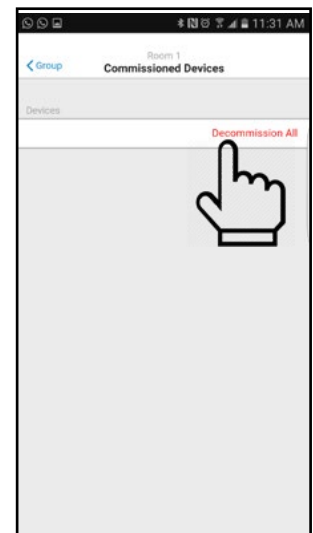 11:31 AM
Room 1
Group
Commissioned Devices
Devices
Decommission All